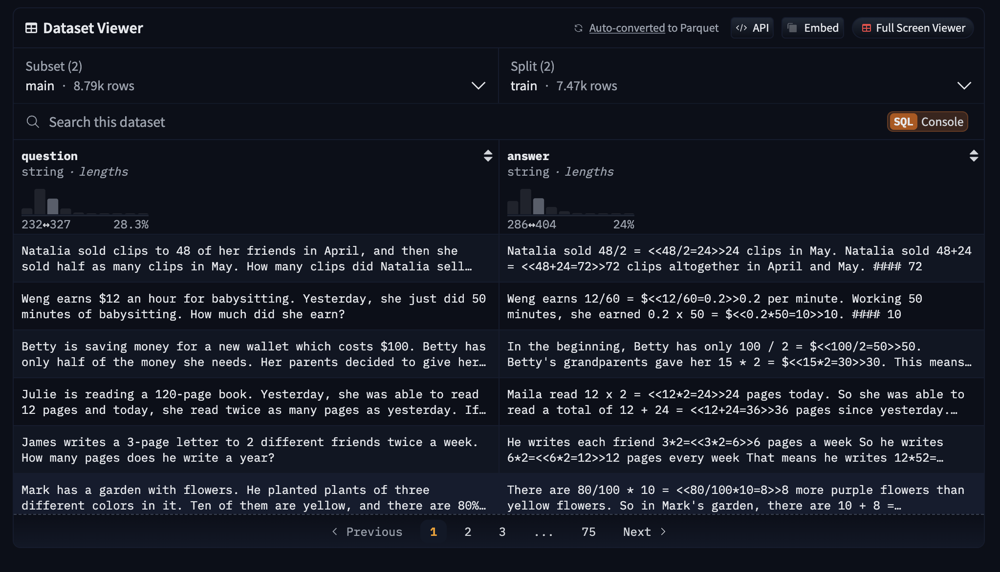 Dataset Viewer
Auto-converted to Parquet
</> API
Embed
Full Screen Viewer
Subset (2)
main · 8.79k rows
Split (2)
train · 7.47k rows
Search this dataset
SQL Console
question
string · lengths
232↔327 28.3%
answer
string · lengths
286↔404 24%
Natalia sold clips to 48 of her friends in April, and then she
sold half as many clips in May. How many clips did Natalia sell…
Natalia sold 48/2 = <<48/2=24>>24 clips in May. Natalia sold 48+24
= <<48+24=72>>72 clips altogether in April and May. #### 72
Weng earns $12 an hour for babysitting. Yesterday, she just did 50
minutes of babysitting. How much did she earn?
Weng earns 12/60 = $<<12/60=0.2>>0.2 per minute. Working 50
minutes, she earned 0.2 x 50 = $<<0.2*50=10>>10. #### 10
Betty is saving money for a new wallet which costs $100. Betty has
only half of the money she needs. Her parents decided to give her…
In the beginning, Betty has only 100 / 2 = $<<100/2=50>>50.
Betty's grandparents gave her 15 * 2 = $<<15*2=30>>30. This means…
Julie is reading a 120-page book. Yesterday, she was able to read
12 pages and today, she read twice as many pages as yesterday. If…
Maila read 12 x 2 = <<12*2=24>>24 pages today. So she was able to
read a total of 12 + 24 = <<12+24=36>>36 pages since yesterday.…
James writes a 3-page letter to 2 different friends twice a week.
How many pages does he write a year?
He writes each friend 3*2=<<3*2=6>>6 pages a week So he writes
6*2=<<6*2=12>>12 pages every week That means he writes 12*52=…
Mark has a garden with flowers. He planted plants of three
different colors in it. Ten of them are yellow, and there are 80%…
There are 80/100 * 10 = <<80/100*10=8>>8 more purple flowers than
yellow flowers. So in Mark's garden, there are 10 + 8 =…
< Previous 1 2 3 ... 75 Next >